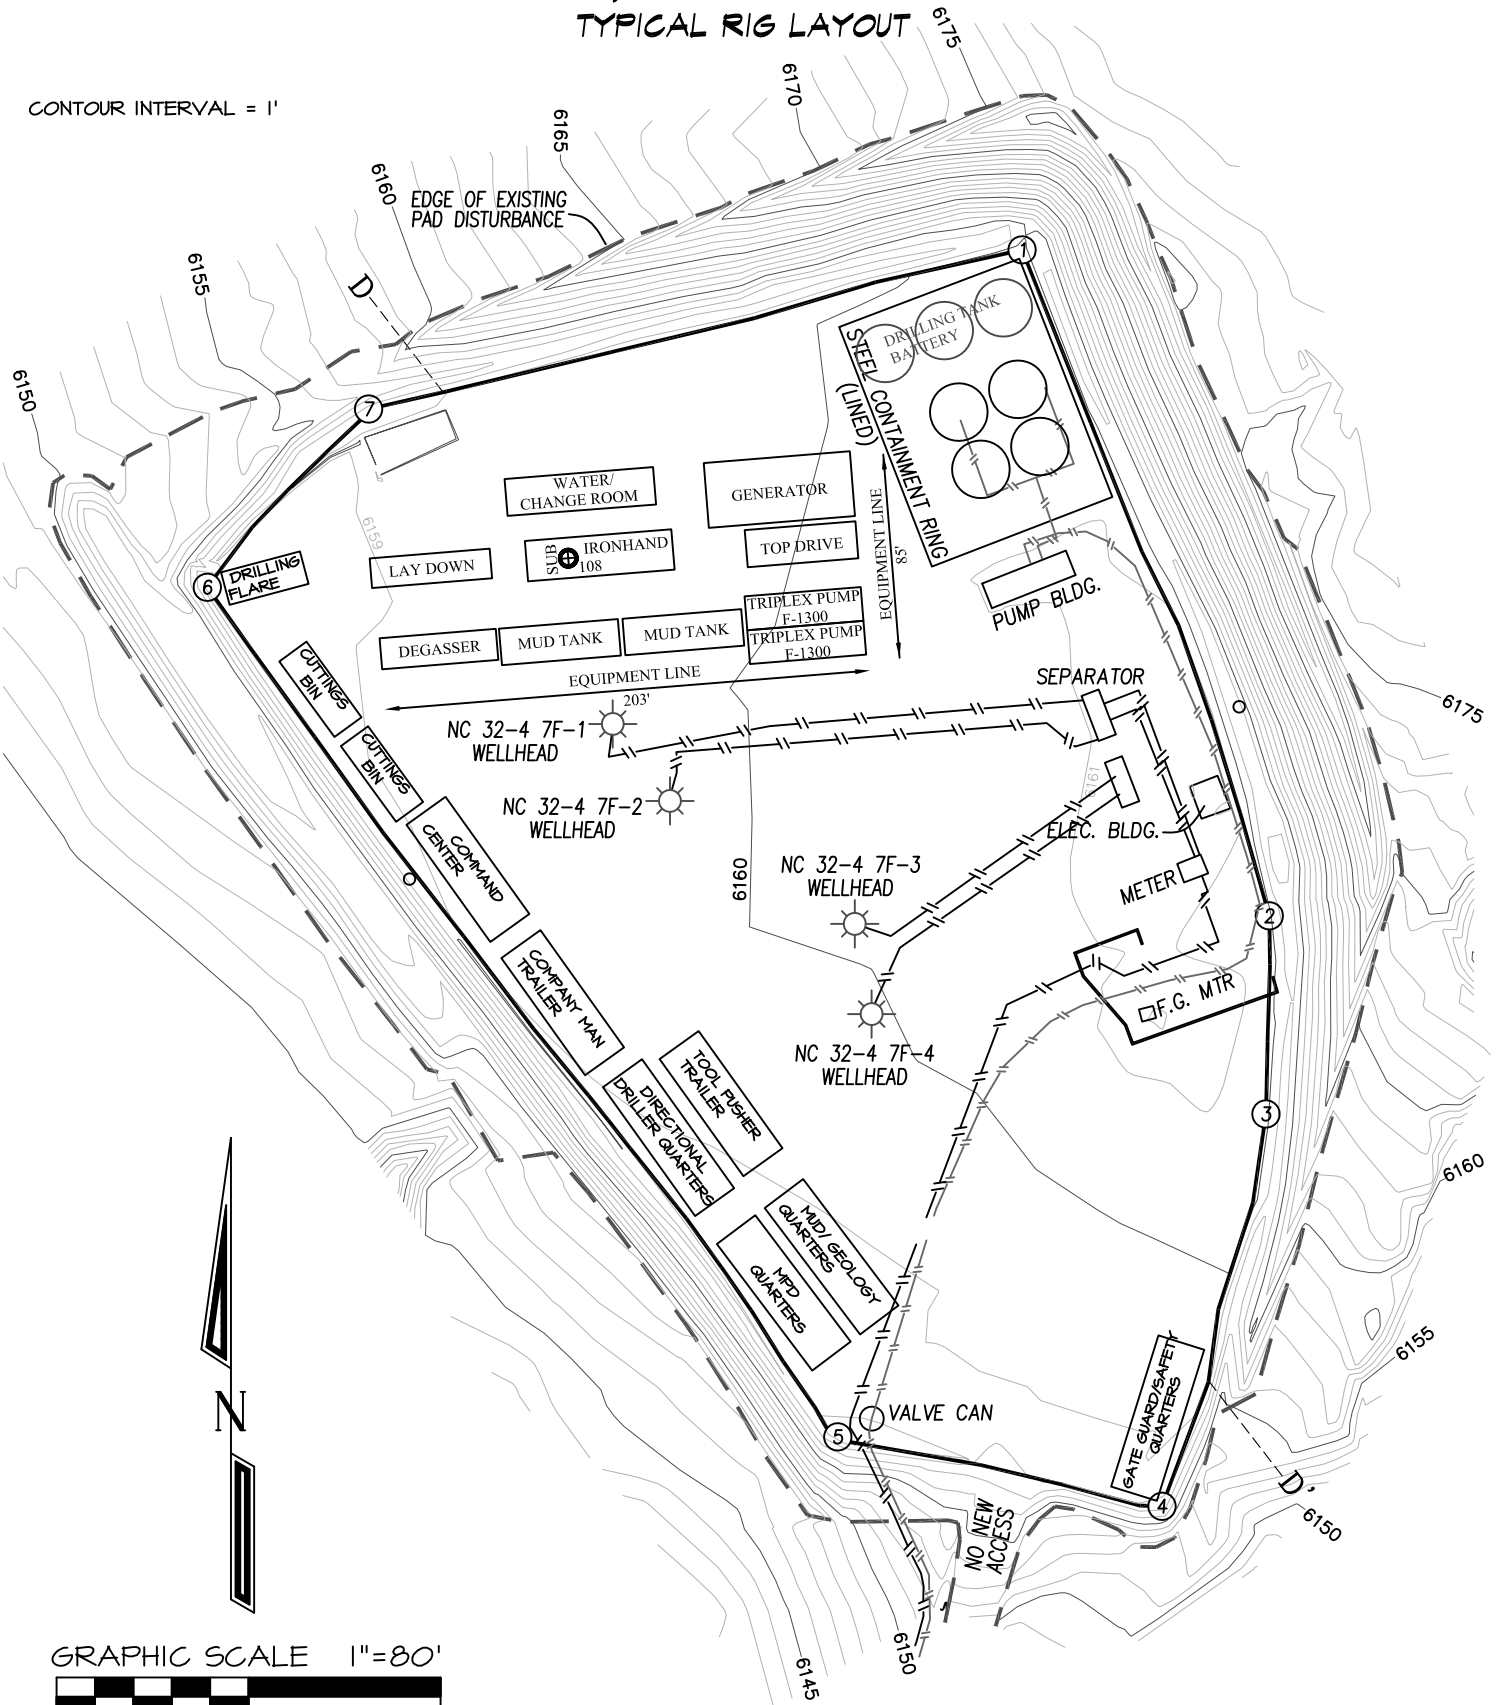 TYPICAL RIG LAYOUT
CONTOUR INTERVAL = 1'
6175
6170
6165
6160
6155
6150
EDGE OF EXISTING
PAD DISTURBANCE
D
1
7
6
DRILLING TANK
BATTERY
STEEL CONTAINMENT RING
(LINED)
WATER/
CHANGE ROOM
GENERATOR
6159
SUB
IRONHAND
108
TOP DRIVE
LAY DOWN
EQUIPMENT LINE
85'
DRILLING
FLARE
PUMP BLDG.
TRIPLEX PUMP
F-1300
TRIPLEX PUMP
F-1300
DEGASSER
MUD TANK
MUD TANK
EQUIPMENT LINE
203'
CUTTINGS
BIN
CUTTINGS
BIN
SEPARATOR
6175
NC 32-4 7F-1
WELLHEAD
NC 32-4 7F-2
WELLHEAD
6161
ELEC. BLDG.
METER
COMMAND
CENTER
6160
NC 32-4 7F-3
WELLHEAD
2
COMPANY MAN
TRAILER
F.G. MTR
NC 32-4 7F-4
WELLHEAD
TOOL PUSHER
TRAILER
DIRECTIONAL
DRILLER QUARTERS
3
6160
MUD/ GEOLOGY
QUARTERS
MPD
QUARTERS
6155
GATE GUARD/SAFETY
QUARTERS
VALVE CAN
5
4
D'
6150
NO NEW
ACCESS
N
6150
6145
GRAPHIC SCALE 1"=80'